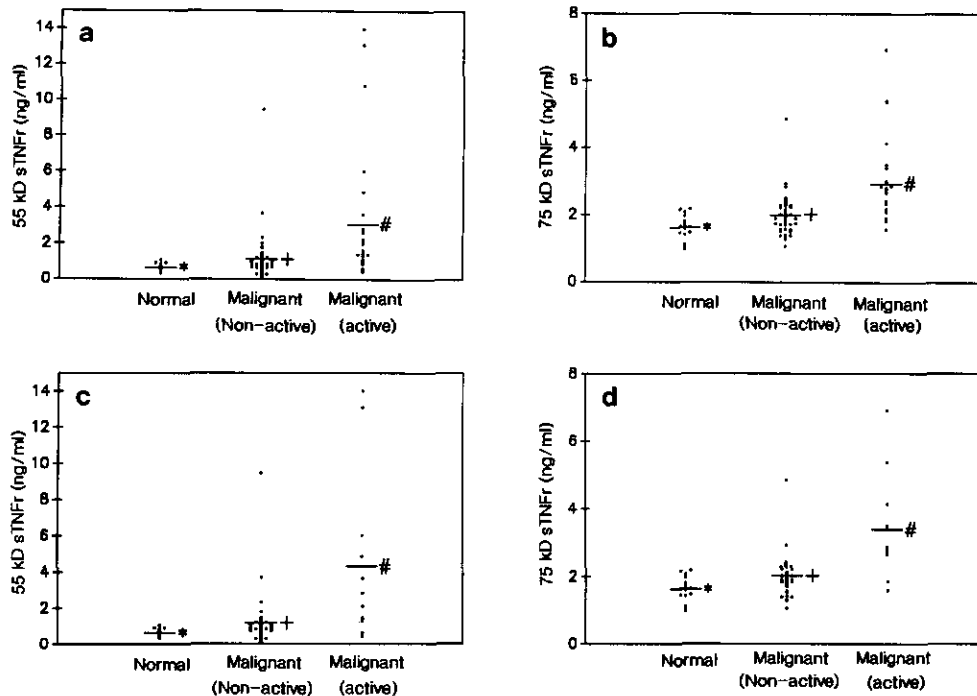 a
55 kD sTNFr (ng/ml)
14
12
10
8
6
4
2
0
*
+
#
Normal
Malignant
(Non-active)
Malignant
(active)
b
75 kD sTNFr (ng/ml)
8
6
4
2
0
*
+
#
Normal
Malignant
(Non-active)
Malignant
(active)
c
55 kD sTNFr (ng/ml)
14
12
10
8
6
4
2
0
*
+
#
Normal
Malignant
(Non-active)
Malignant
(active)
d
75 kD sTNFr (ng/ml)
8
6
4
2
0
*
+
#
Normal
Malignant
(Non-active)
Malignant
(active)